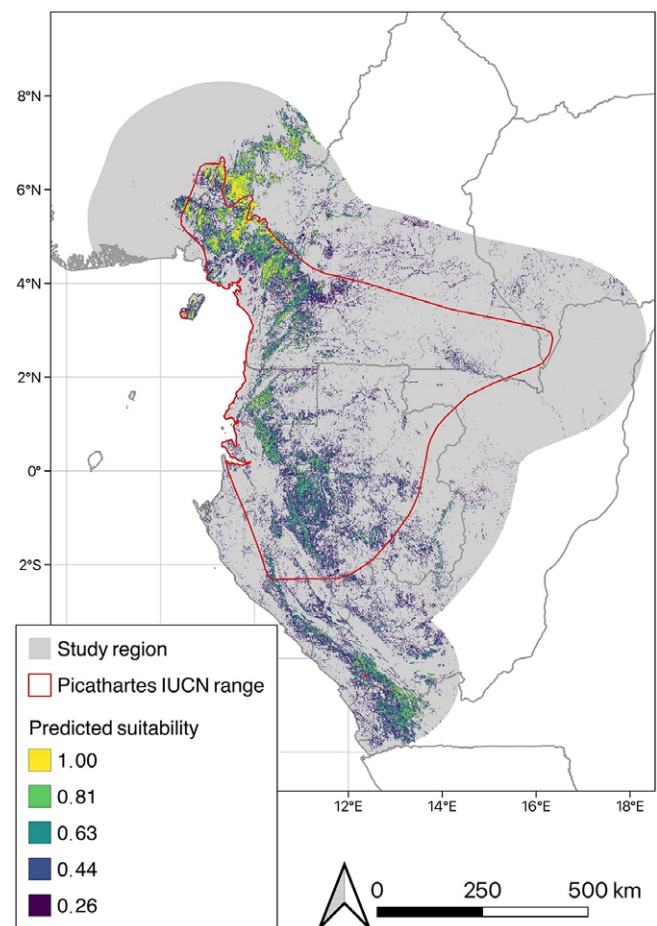 8°N
6°N
4°N
2°N
0°
2°S
Study region
Picathartes IUCN range
Predicted suitability
1.00
0.81
0.63
0.44
0.26
12°E 14°E 16°E 18°E
0 250 500 km